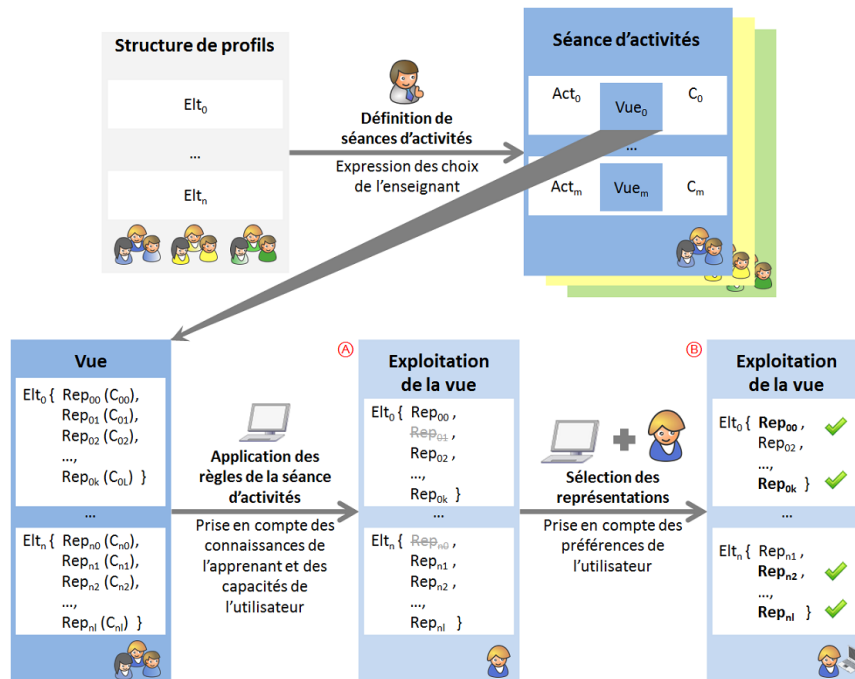 Structure de profils
Elt0
...
Eltn
Définition de
séances d'activités
Expression des choix
de l'enseignant
Séance d'activités
Act0 Vue0 C0
...
Actm Vuem Cm
Vue
Elt0 { Rep00 (C00),
Rep01 (C01),
Rep02 (C02),
...,
Rep0k (C0L) }
...
Eltn { Repn0 (Cn0),
Repn1 (Cn1),
Repn2 (Cn2),
...,
Repnl (Cnl) }
Application des
règles de la séance
d'activités
Prise en compte des
connaissances de
l'apprenant et des
capacités de
l'utilisateur
A
Exploitation
de la vue
Elt0 { Rep00 ,
Rep01 ,
Rep02 ,
...,
Rep0k }
...
Eltn { Repn0 ,
Repn1 ,
Repn2 ,
...,
Repnl }
Sélection des
représentations
Prise en compte des
préférences de
l'utilisateur
B
Exploitation
de la vue
Elt0 { Rep00 ,
Rep02 ,
...,
Rep0k }
...
Eltn { Repn1 ,
Repn2 ,
...,
Repnl }